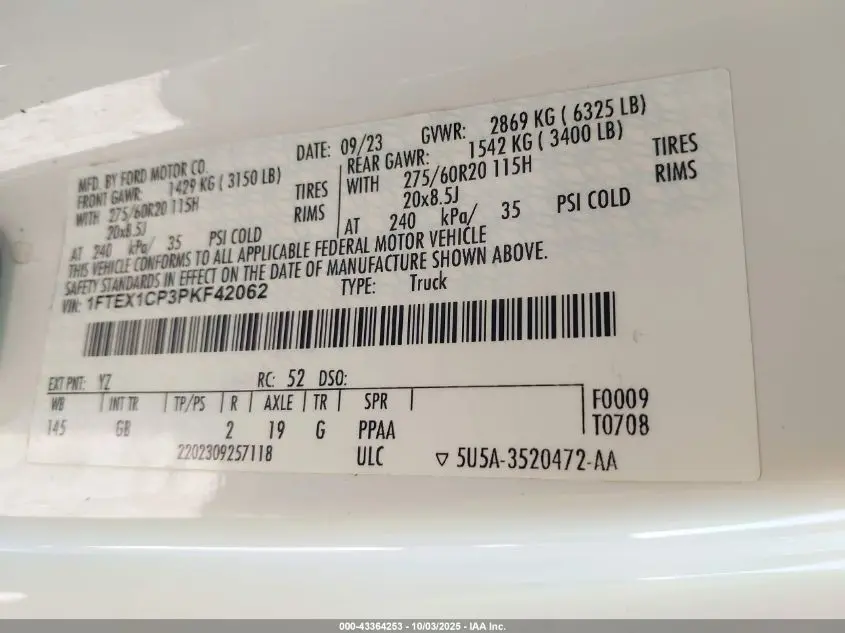 MFD. BY FORD MOTOR CO.
DATE: 09/23 GVWR: 2869 KG ( 6325 LB)
FRONT GAWR: 1429 KG ( 3150 LB)
WITH 275/60R20 115H TIRES
20x8.5J RIMS
AT 240 kPa/ 35 PSI COLD
REAR GAWR: 1542 KG ( 3400 LB)
WITH 275/60R20 115H TIRES
20x8.5J RIMS
AT 240 kPa/ 35 PSI COLD
THIS VEHICLE CONFORMS TO ALL APPLICABLE FEDERAL MOTOR VEHICLE
SAFETY STANDARDS IN EFFECT ON THE DATE OF MANUFACTURE SHOWN ABOVE.
VIN: 1FTEX1CP3PKF42062 TYPE: Truck
EXT PNT: YZ RC: 52 DSO:
WB INT TR TP/PS R AXLE TR SPR F0009
145 GB 2 19 G PPAA T0708
2202309257118 ULC ▽ 5U5A-3520472-AA
000-43364253 - 10/03/2025 - IAA Inc.